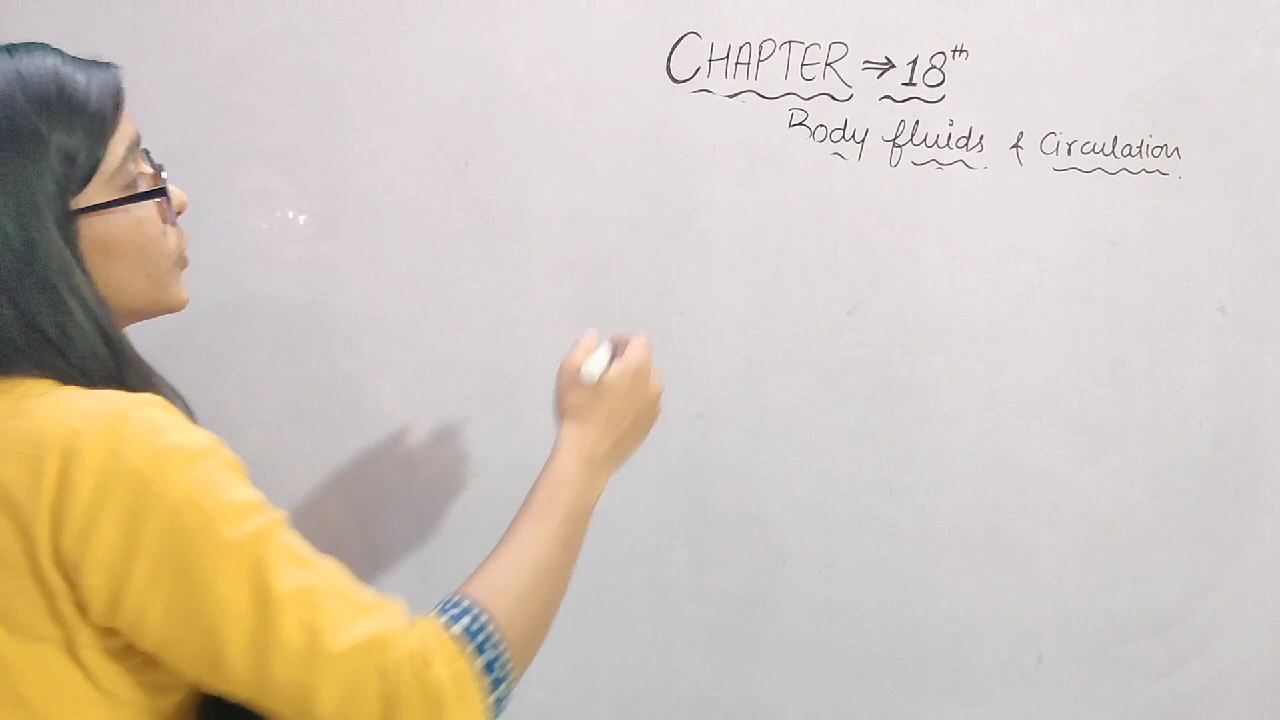 CHAPTER ⇒ 18th
Body fluids & Circulation.